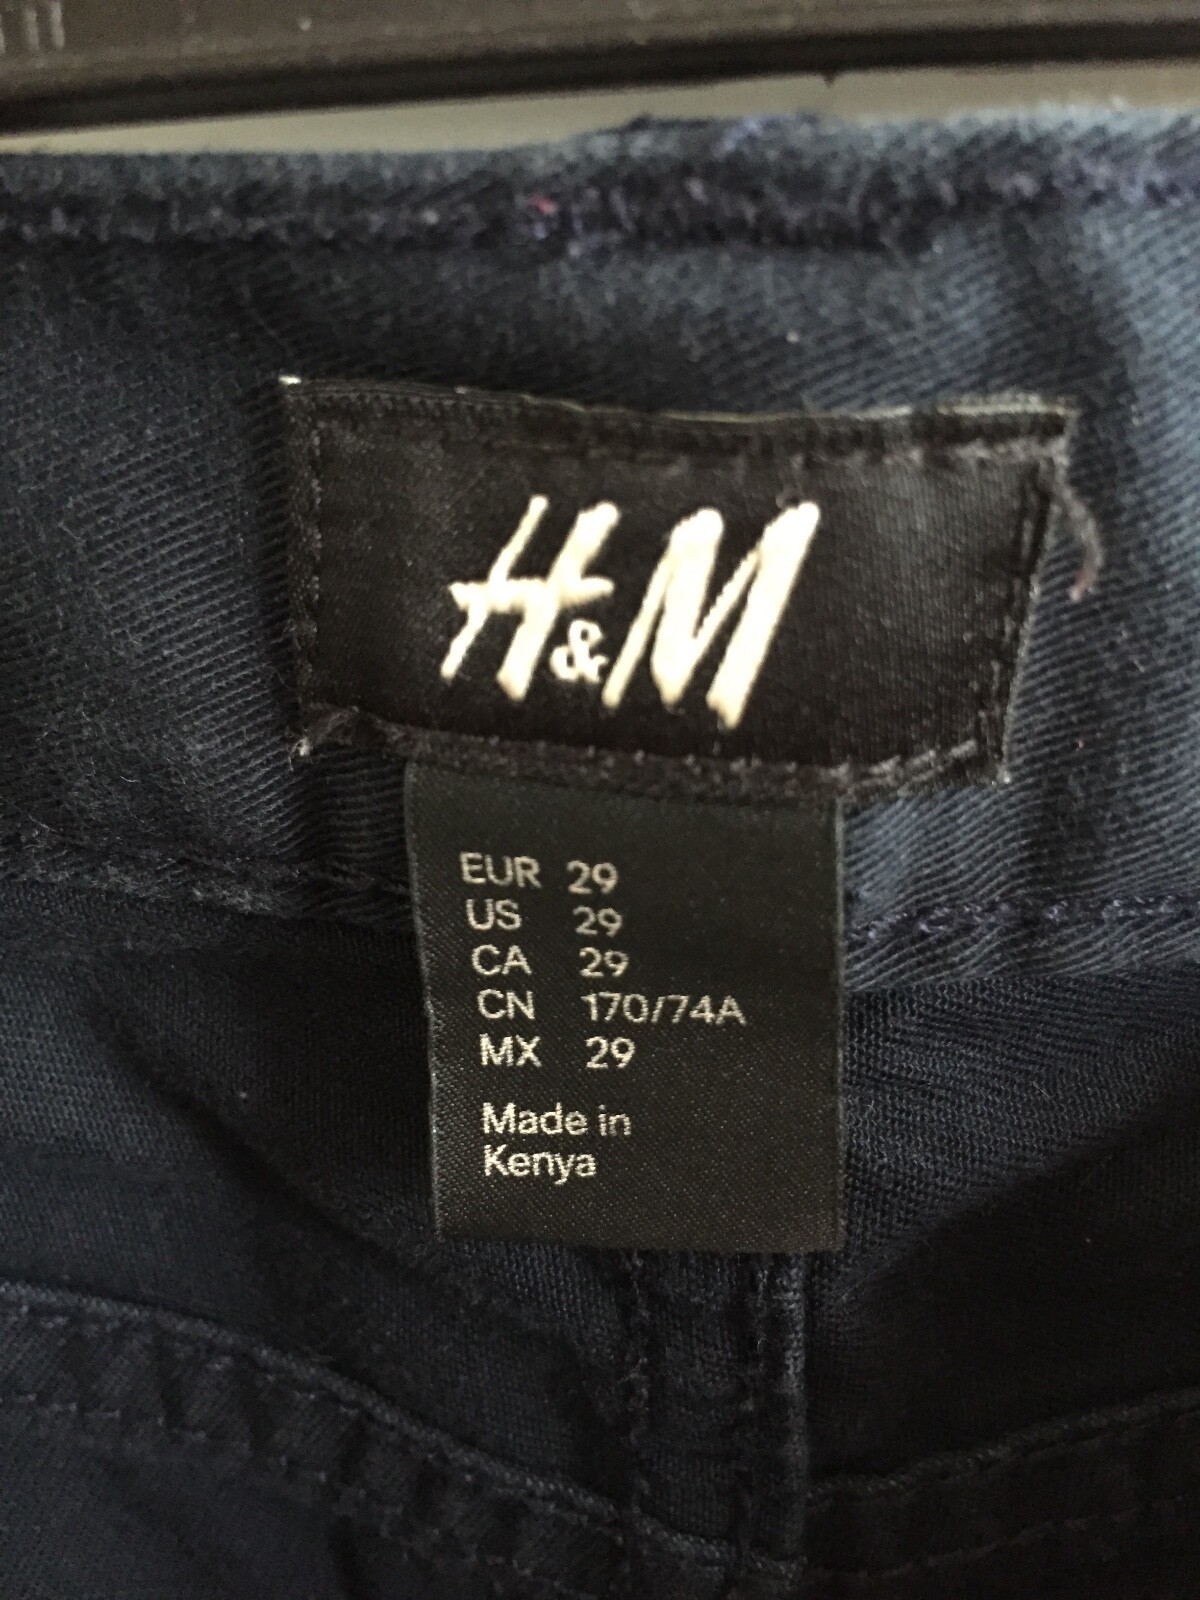 H&M
EUR 29
US 29
CA 29
CN 170/74A
MX 29
Made in
Kenya